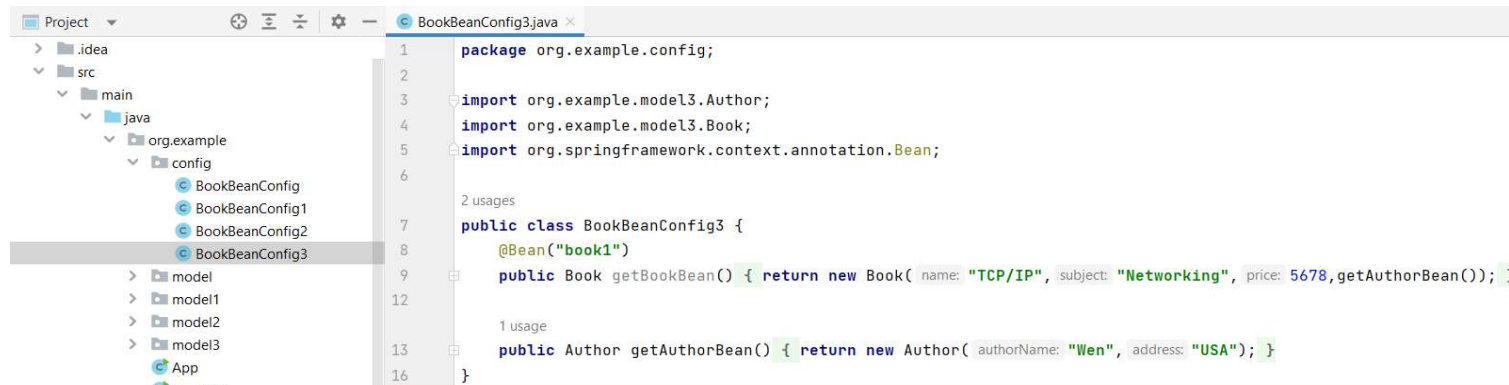 Project
BookBeanConfig3.java
.idea
src
main
java
org.example
config
BookBeanConfig
BookBeanConfig1
BookBeanConfig2
BookBeanConfig3
model
model1
model2
model3
App
1 package org.example.config;
2
3 import org.example.model3.Author;
4 import org.example.model3.Book;
5 import org.springframework.context.annotation.Bean;
6
2 usages
7 public class BookBeanConfig3 {
8 @Bean("book1")
9 public Book getBookBean() { return new Book( name: "TCP/IP", subject: "Networking", price: 5678,getAuthorBean()); }
12
1 usage
13 public Author getAuthorBean() { return new Author( authorName: "Wen", address: "USA"); }
16 }